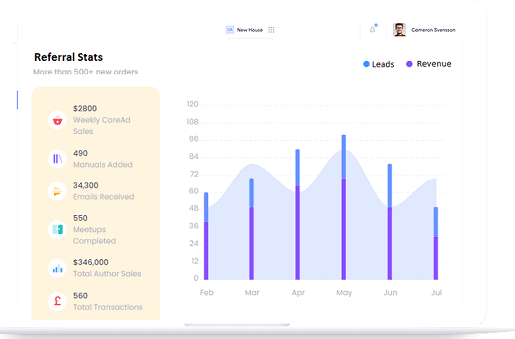 New House
Cameron Svensson
Referral Stats
More than 500+ new orders
Leads
Revenue
$2800
Weekly CoreAd
Sales
490
Manuals Added
34,300
Emails Received
550
Meetups
Completed
$346,000
Total Author Sales
560
Total Transactions
120
108
96
84
72
60
48
36
24
12
0
Feb Mar Apr May Jun Jul